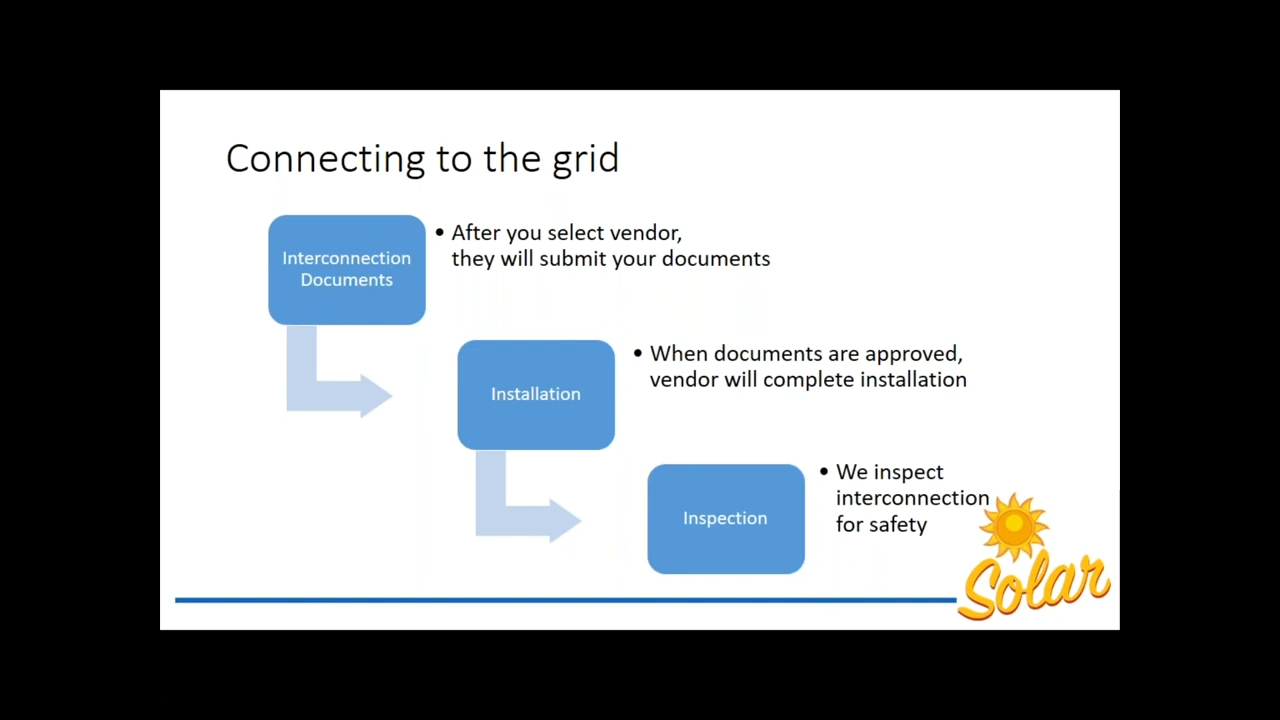 Connecting to the grid
Interconnection
Documents
• After you select vendor,
they will submit your documents
Installation
• When documents are approved,
vendor will complete installation
Inspection
• We inspect
interconnection
for safety
Solar